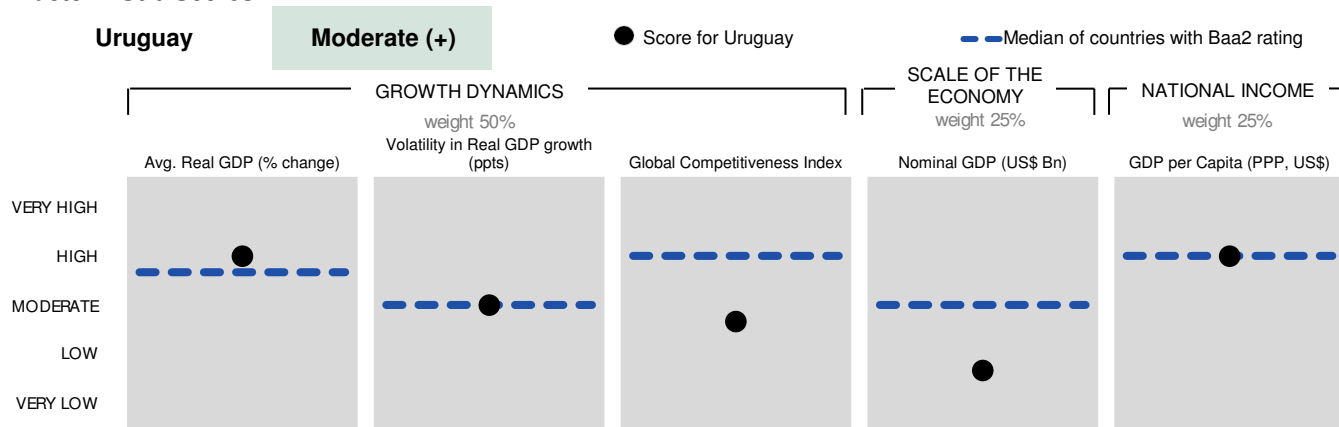 Uruguay
Moderate (+)
Score for Uruguay
Median of countries with Baa2 rating
GROWTH DYNAMICS
weight 50%
SCALE OF THE
ECONOMY
weight 25%
NATIONAL INCOME
weight 25%
Avg. Real GDP (% change)
Volatility in Real GDP growth
(ppts)
Global Competitiveness Index
Nominal GDP (US$ Bn)
GDP per Capita (PPP, US$)
VERY HIGH
HIGH
MODERATE
LOW
VERY LOW